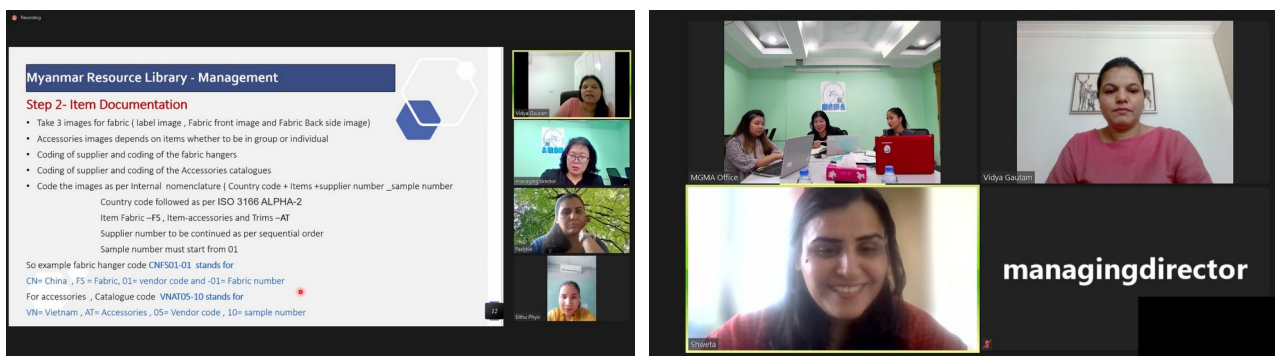 Recording
Myanmar Resource Library - Management
Step 2- Item Documentation
• Take 3 images for fabric ( label image , Fabric front image and Fabric Back side image)
• Accessories images depends on items whether to be in group or individual
• Coding of supplier and coding of the fabric hangers
• Coding of supplier and coding of the Accessories catalogues
• Code the images as per Internal nomenclature ( Country code + Items +supplier number _sample number
Country code followed as per ISO 3166 ALPHA-2
Item Fabric –FS , Item-accessories and Trims –AT
Supplier number to be continued as per sequential order
Sample number must start from 01
So example fabric hanger code CNFS01-01 stands for
CN= China , FS = Fabric, 01= vendor code and -01= Fabric number
For accessories , Catalogue code VNAT05-10 stands for
VN= Vietnam , AT= Accessories , 05= Vendor code , 10= sample number
12
Vidya Gautam
managingdirector
Eithu Phyo
MGMA Office
Vidya Gautam
Shweta
managingdirector